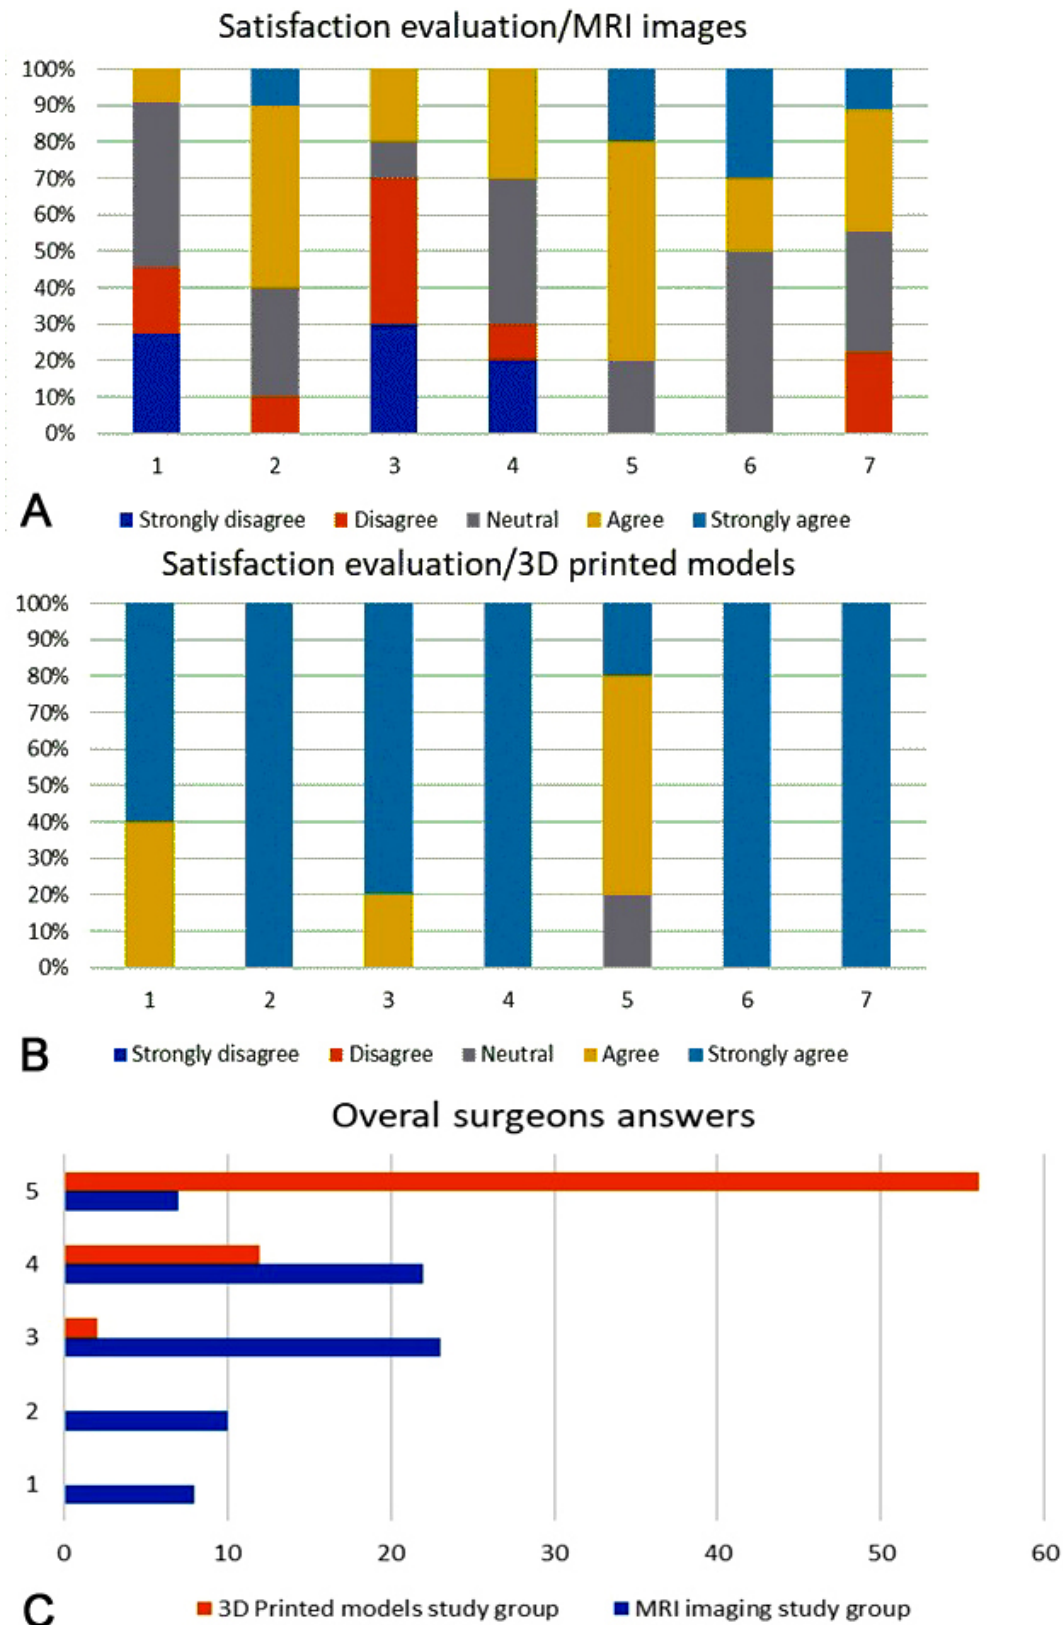 Satisfaction evaluation/MRI images
100%
90%
80%
70%
60%
50%
40%
30%
20%
10%
0%
1 2 3 4 5 6 7
A
Strongly disagree Disagree Neutral Agree Strongly agree
Satisfaction evaluation/3D printed models
100%
90%
80%
70%
60%
50%
40%
30%
20%
10%
0%
1 2 3 4 5 6 7
B
Strongly disagree Disagree Neutral Agree Strongly agree
Overal surgeons answers
5
4
3
2
1
0 10 20 30 40 50 60
C
3D Printed models study group MRI imaging study group